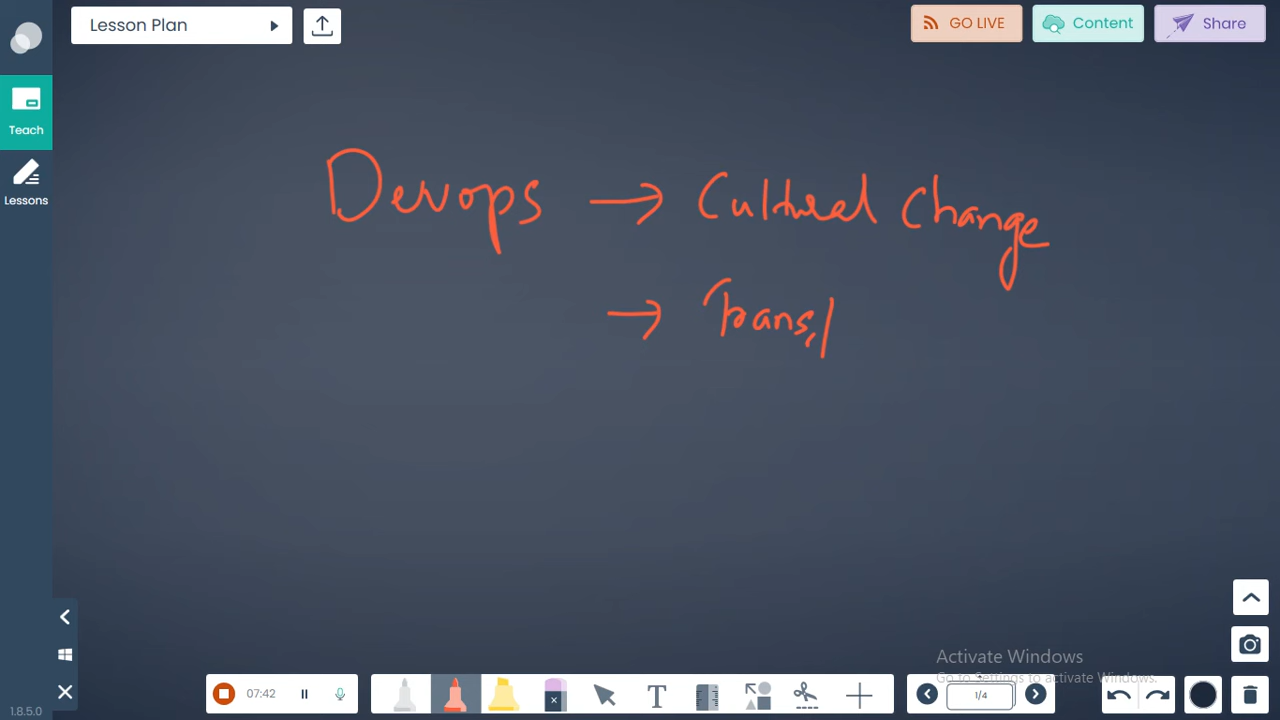 Lesson Plan
GO LIVE
Content
Share
Teach
Lessons
Devops → Cultural Change
→ Trans
Activate Windows
Go to Settings to activate Windows.
07:42
1/4
1.8.5.0